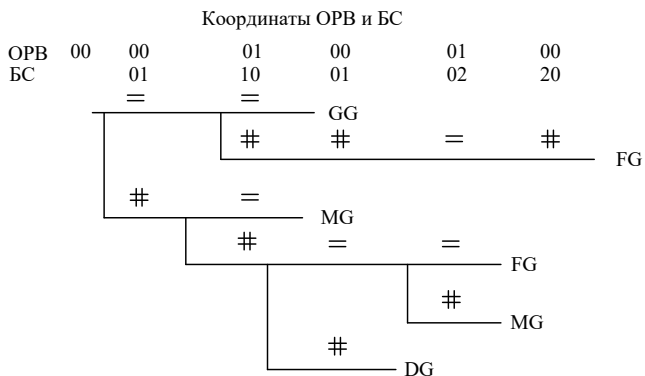 Координаты ОРВ и БС
ОРВ 00 00 01 00 01 00
БС 01 10 01 02 20
= =
GG
# # = #
FG
# =
MG
# = =
FG
#
MG
#
DG